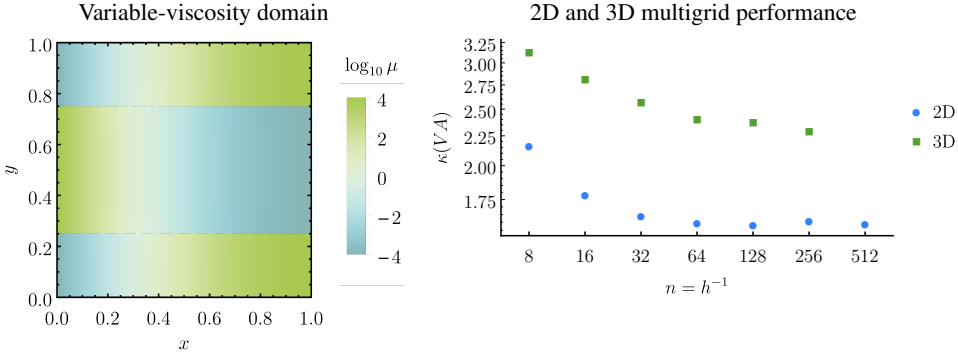 Variable-viscosity domain
1.0
0.8
0.6
0.4
0.2
0.0
y
0.0 0.2 0.4 0.6 0.8 1.0
x
log₁₀ μ
4
2
0
−2
−4
2D and 3D multigrid performance
3.25
3.00
2.75
2.50
2.25
2.00
1.75
κ(VA)
8 16 32 64 128 256 512
n = h⁻¹
2D
3D